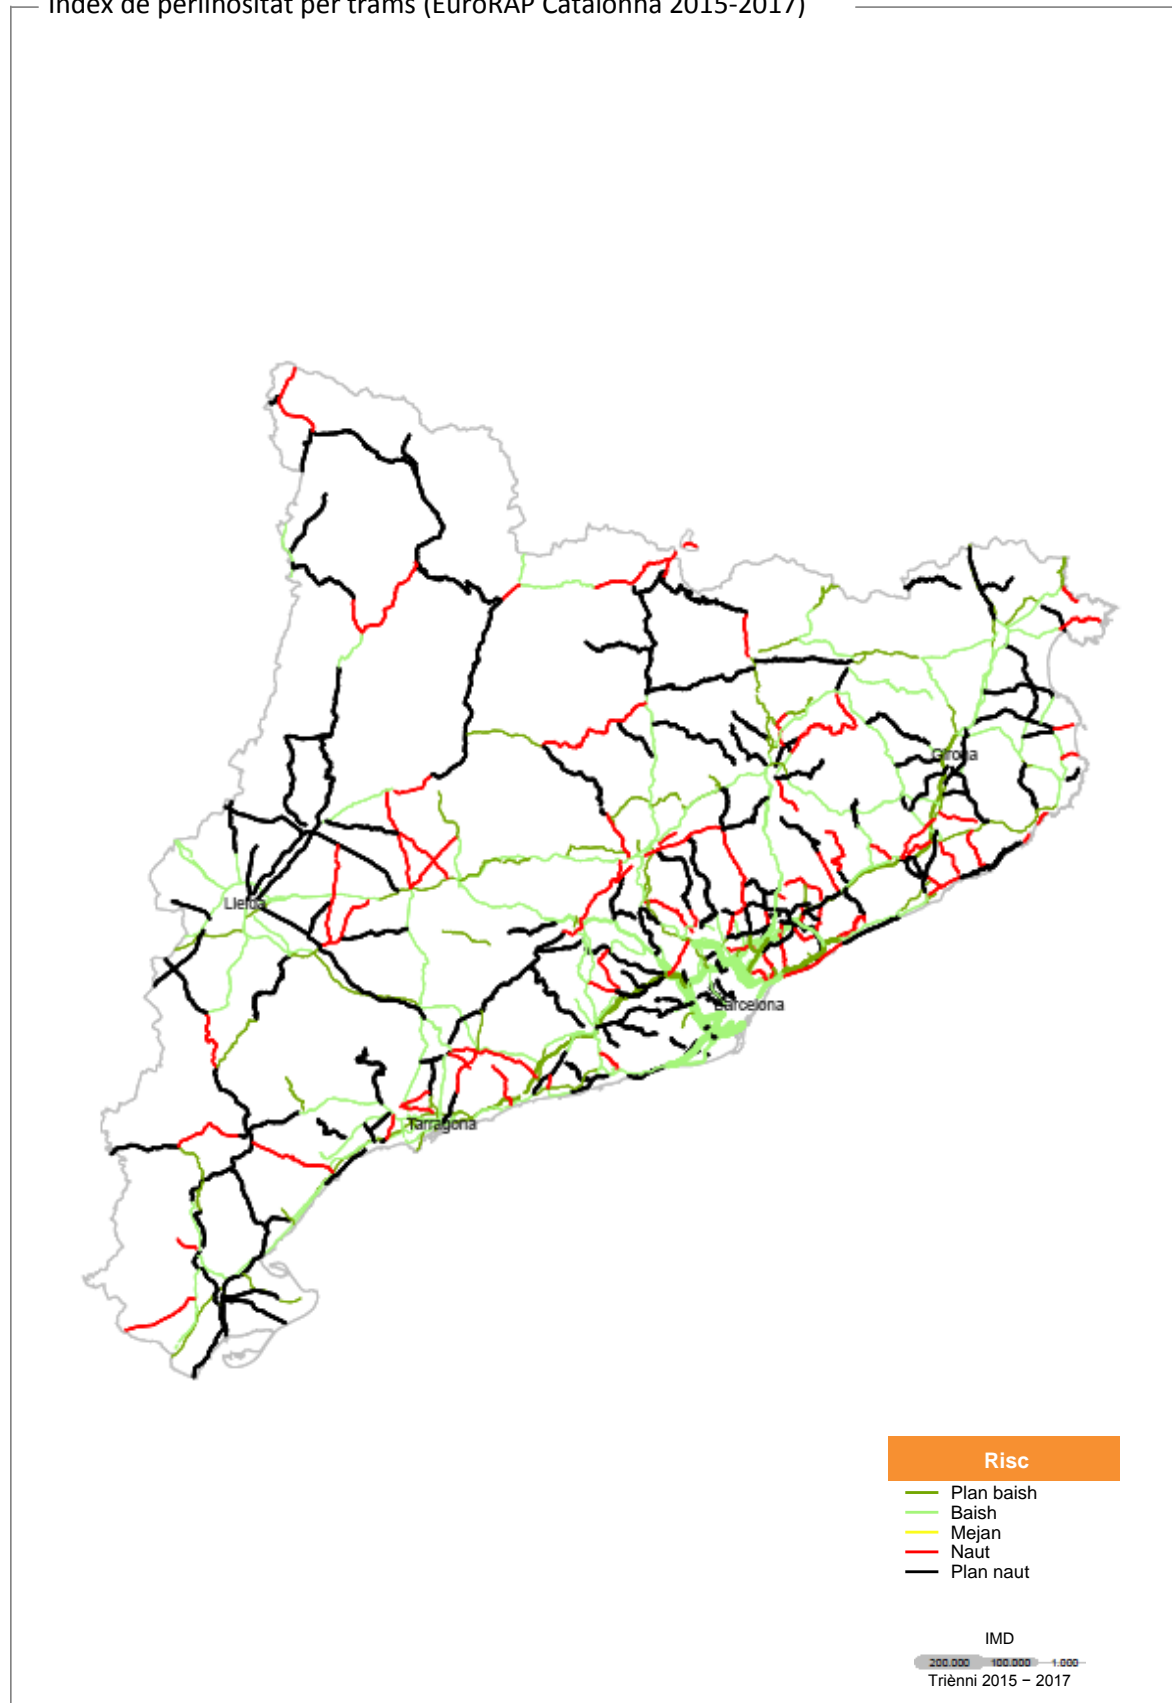 Index de perilhositat per trams (EuroRAP Catalonha 2015-2017)
Girona
Lleida
Barcelona
Tarragona
Risc
Plan baish
Baish
Mejan
Naut
Plan naut
IMD
200.000 100.000 1.000
Triènni 2015 − 2017